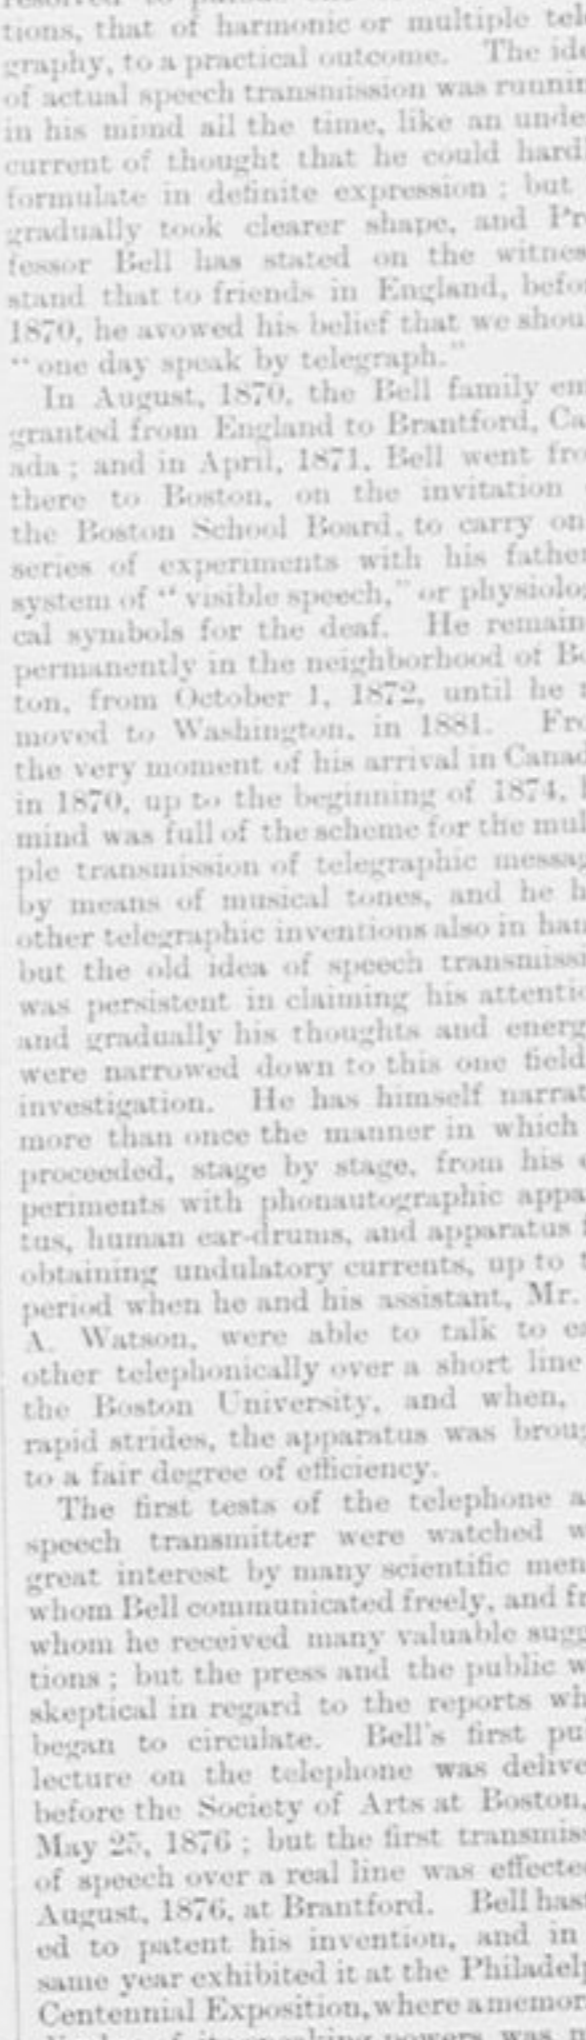 tions, that of harmonic or multiple tel
graphy, to a practical outcome. The ide
of actual speech transmission was runnin
in his mind all the time, like an unde
current of thought that he could hardl
formulate in definite expression ; but
gradually took clearer shape, and Pr
fessor Bell has stated on the witnes
stand that to friends in England, befo
1870, he avowed his belief that we shou
"one day speak by telegraph."
In August, 1870, the Bell family em
granted from England to Brantford, Ca
ada ; and in April, 1871, Bell went fro
there to Boston, on the invitation
the Boston School Board, to carry on
series of experiments with his father
system of "visible speech," or physiolog
cal symbols for the deaf. He remain
permanently in the neighborhood of Bo
ton, from October 1, 1872, until he r
moved to Washington, in 1881. Fro
the very moment of his arrival in Canad
in 1870, up to the beginning of 1874, h
mind was full of the scheme for the mul
ple transmission of telegraphic messag
by means of musical tones, and he h
other telegraphic inventions also in han
but the old idea of speech transmiss
was persistent in claiming his attentio
and gradually his thoughts and energ
were narrowed down to this one field
investigation. He has himself narrat
more than once the manner in which
proceeded, stage by stage, from his e
periments with phonautographic appa
tus, human ear-drums, and apparatus f
obtaining undulatory currents, up to t
period when he and his assistant, Mr.
A. Watson, were able to talk to ea
other telephonically over a short line
the Boston University, and when,
rapid strides, the apparatus was broug
to a fair degree of efficiency.
The first tests of the telephone a
speech transmitter were watched w
great interest by many scientific men
whom Bell communicated freely, and fr
whom he received many valuable sugg
tions ; but the press and the public w
skeptical in regard to the reports wh
began to circulate. Bell's first pu
lecture on the telephone was delive
before the Society of Arts at Boston,
May 25, 1876 ; but the first transmiss
of speech over a real line was effecte
August, 1876, at Brantford. Bell hast
ed to patent his invention, and in
same year exhibited it at the Philadelp
Centennial Exposition, where a memor